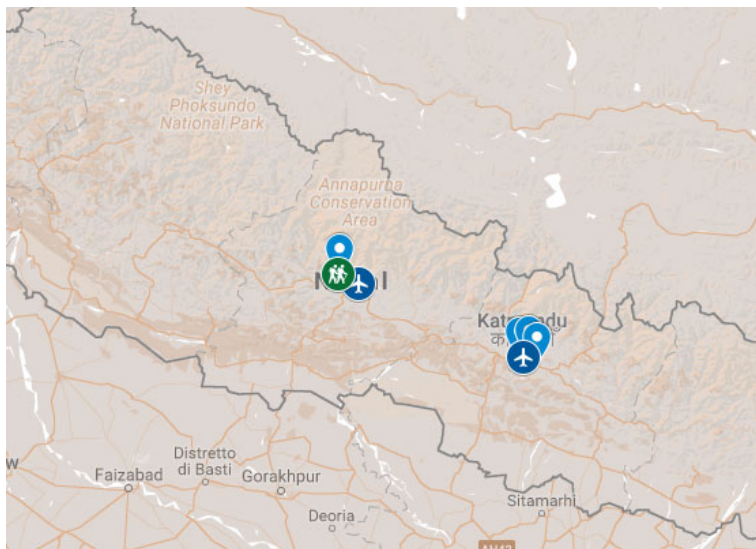 Shey
Phoksundo
National Park
Annapurna
Conservation
Area
Distretto
di Basti
Faizabad
Gorakhpur
Sitamarhi
Deoria